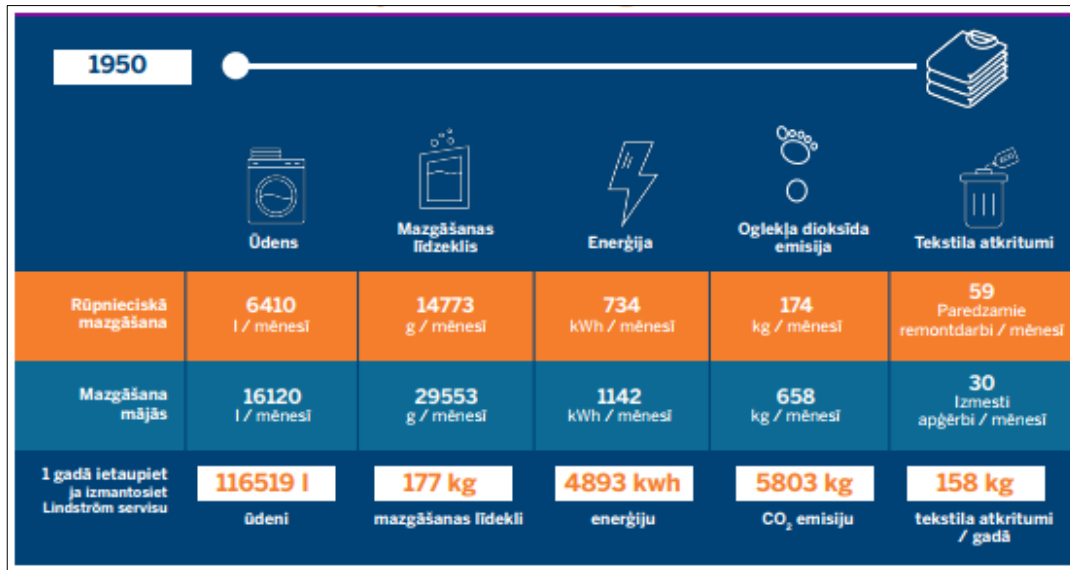 1950
Ūdens
Mazgāšanas
līdzeklis
Enerģija
Oglekļa dioksīda
emisija
Tekstila atkritumi
Rūpnieciskā
mazgāšana
6410
l / mēnesī
14773
g / mēnesī
734
kWh / mēnesī
174
kg / mēnesī
59
Paredzamie
remontdarbi / mēnesī
Mazgāšana
mājās
16120
l / mēnesī
29553
g / mēnesī
1142
kWh / mēnesī
658
kg / mēnesī
30
Izmesti
apģērbi / mēnesī
1 gadā ietaupiet
ja izmantosiet
Lindström servisu
116519 l
ūdeni
177 kg
mazgāšanas līdekli
4893 kwh
enerģiju
5803 kg
CO₂ emisiju
158 kg
tekstila atkritumi
/ gadā